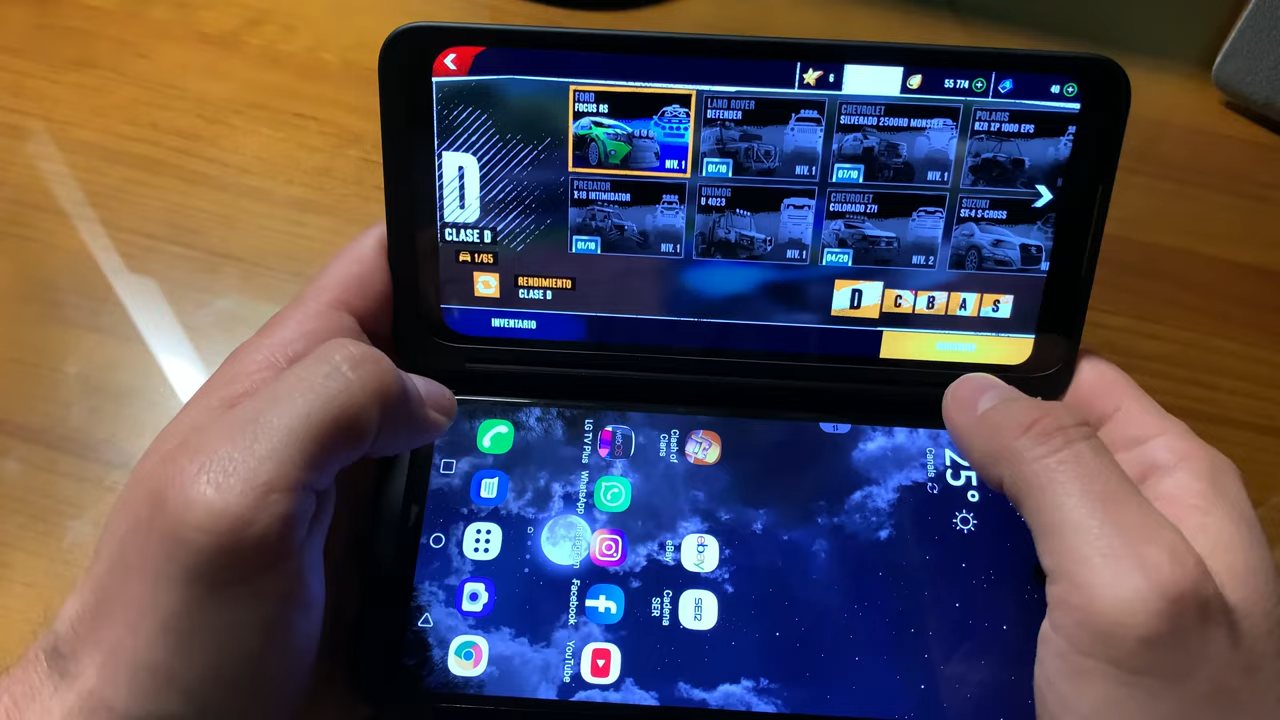 6
55 774
40
FORD
FOCUS RS
NIV. 1
LAND ROVER
DEFENDER
01/10
NIV. 1
CHEVROLET
SILVERADO 2500HD MONSTER
07/10
NIV. 1
POLARIS
RZR XP 1000 EPS
D
CLASE D
1/65
PREDATOR
X-18 INTIMIDATOR
01/10
NIV. 1
UNIMOG
U 4023
NIV. 1
CHEVROLET
COLORADO Z71
04/20
NIV. 2
SUZUKI
SX-4 S-CROSS
RENDIMIENTO
CLASE D
D C B A S
INVENTARIO
25°
Canals
Clash of
Clans
ebay
eBay
SER
Cadena
SER
webOS
LG TV Plus
WhatsApp
Instagram
Facebook
YouTube